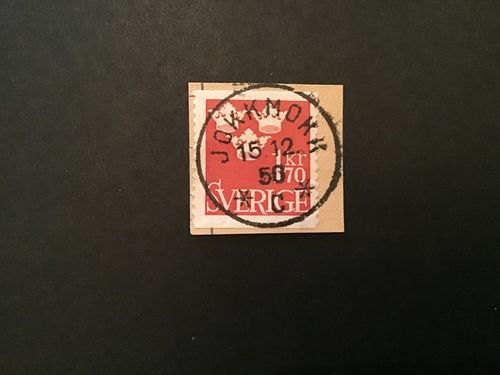 JOKKMOKK
15.12.
50
* C *
1 kr
70
SVERIGE